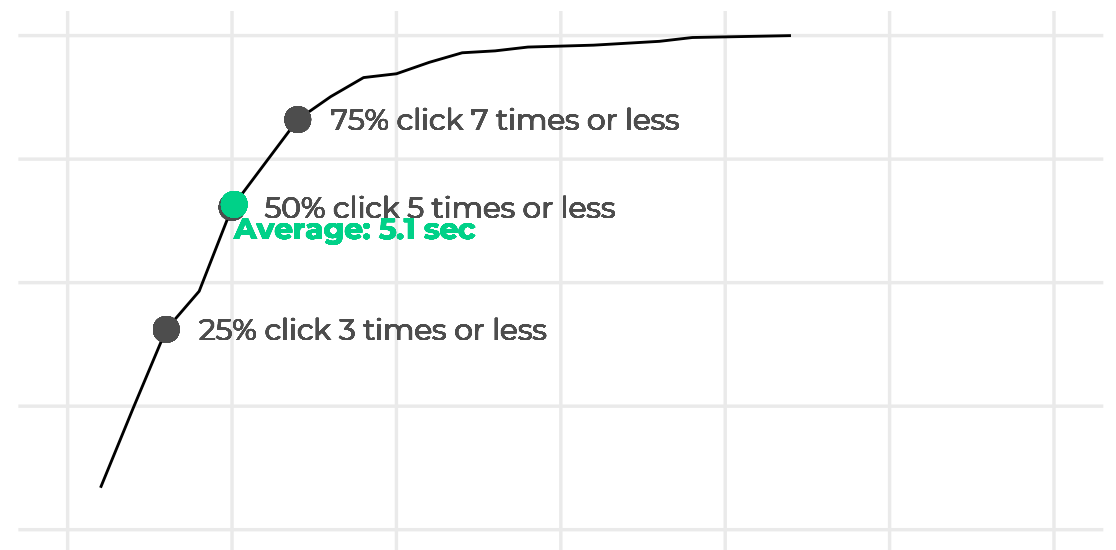 75% click 7 times or less
50% click 5 times or less
Average: 5.1 sec
25% click 3 times or less